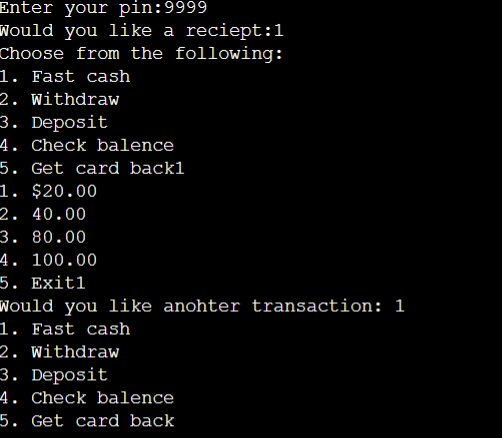 Enter your pin:9999
Would you like a reciept:1
Choose from the following:
1. Fast cash
2. Withdraw
3. Deposit
4. Check balence
5. Get card back1
1. $20.00
2. 40.00
3. 80.00
4. 100.00
5. Exit1
Would you like anohter transaction: 1
1. Fast cash
2. Withdraw
3. Deposit
4. Check balence
5. Get card back